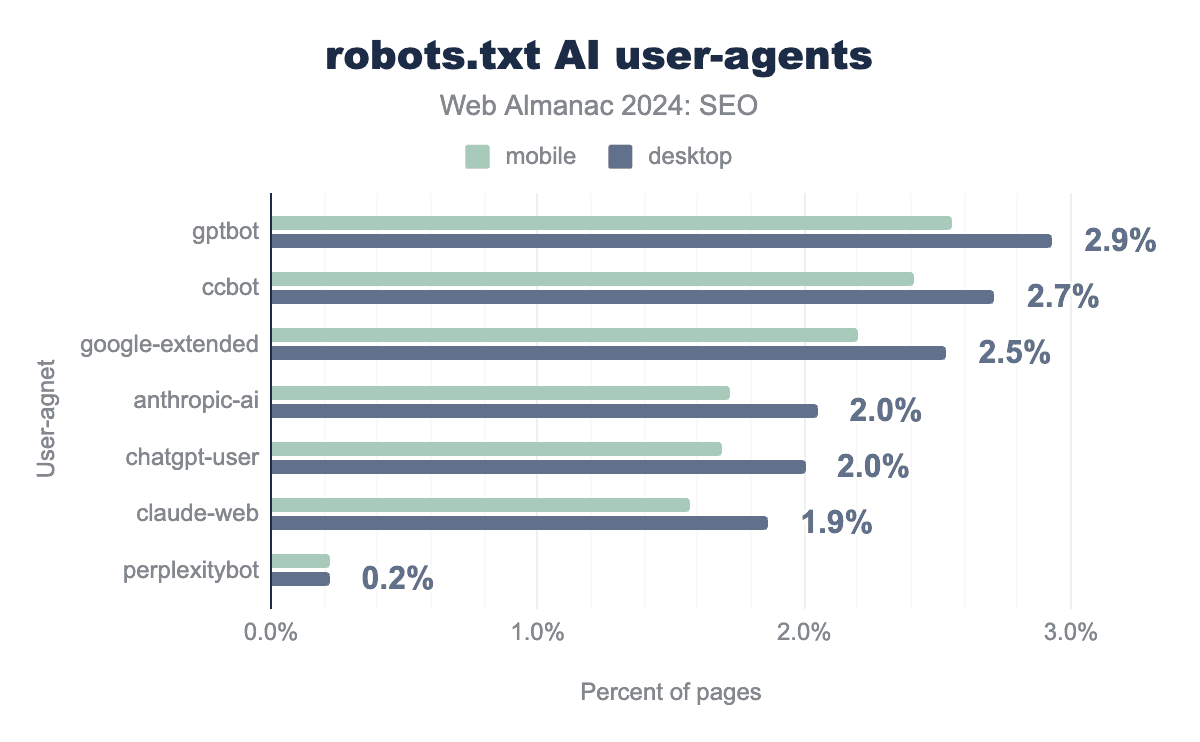 robots.txt AI user-agents
Web Almanac 2024: SEO
mobile desktop
User-agnet
gptbot 2.9%
ccbot 2.7%
google-extended 2.5%
anthropic-ai 2.0%
chatgpt-user 2.0%
claude-web 1.9%
perplexitybot 0.2%
0.0% 1.0% 2.0% 3.0%
Percent of pages